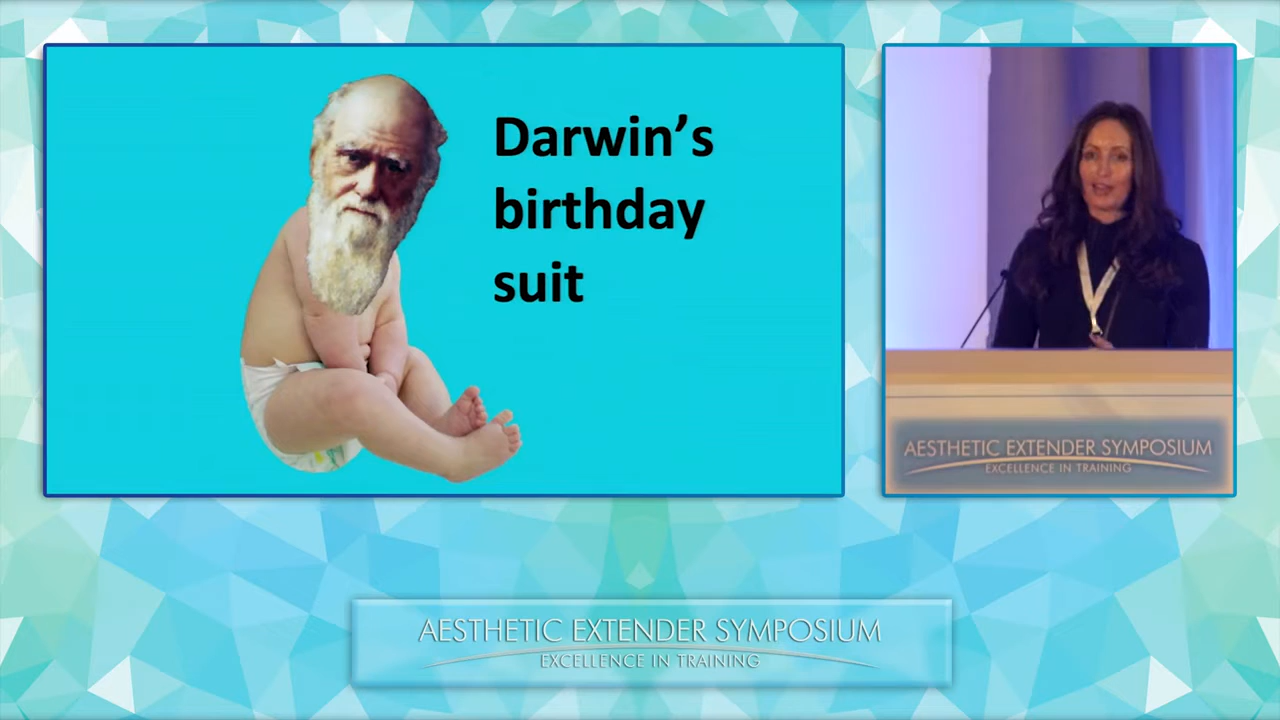 Darwin’s
birthday
suit
AESTHETIC EXTENDER SYMPOSIUM
EXCELLENCE IN TRAINING
AESTHETIC EXTENDER SYMPOSIUM
EXCELLENCE IN TRAINING